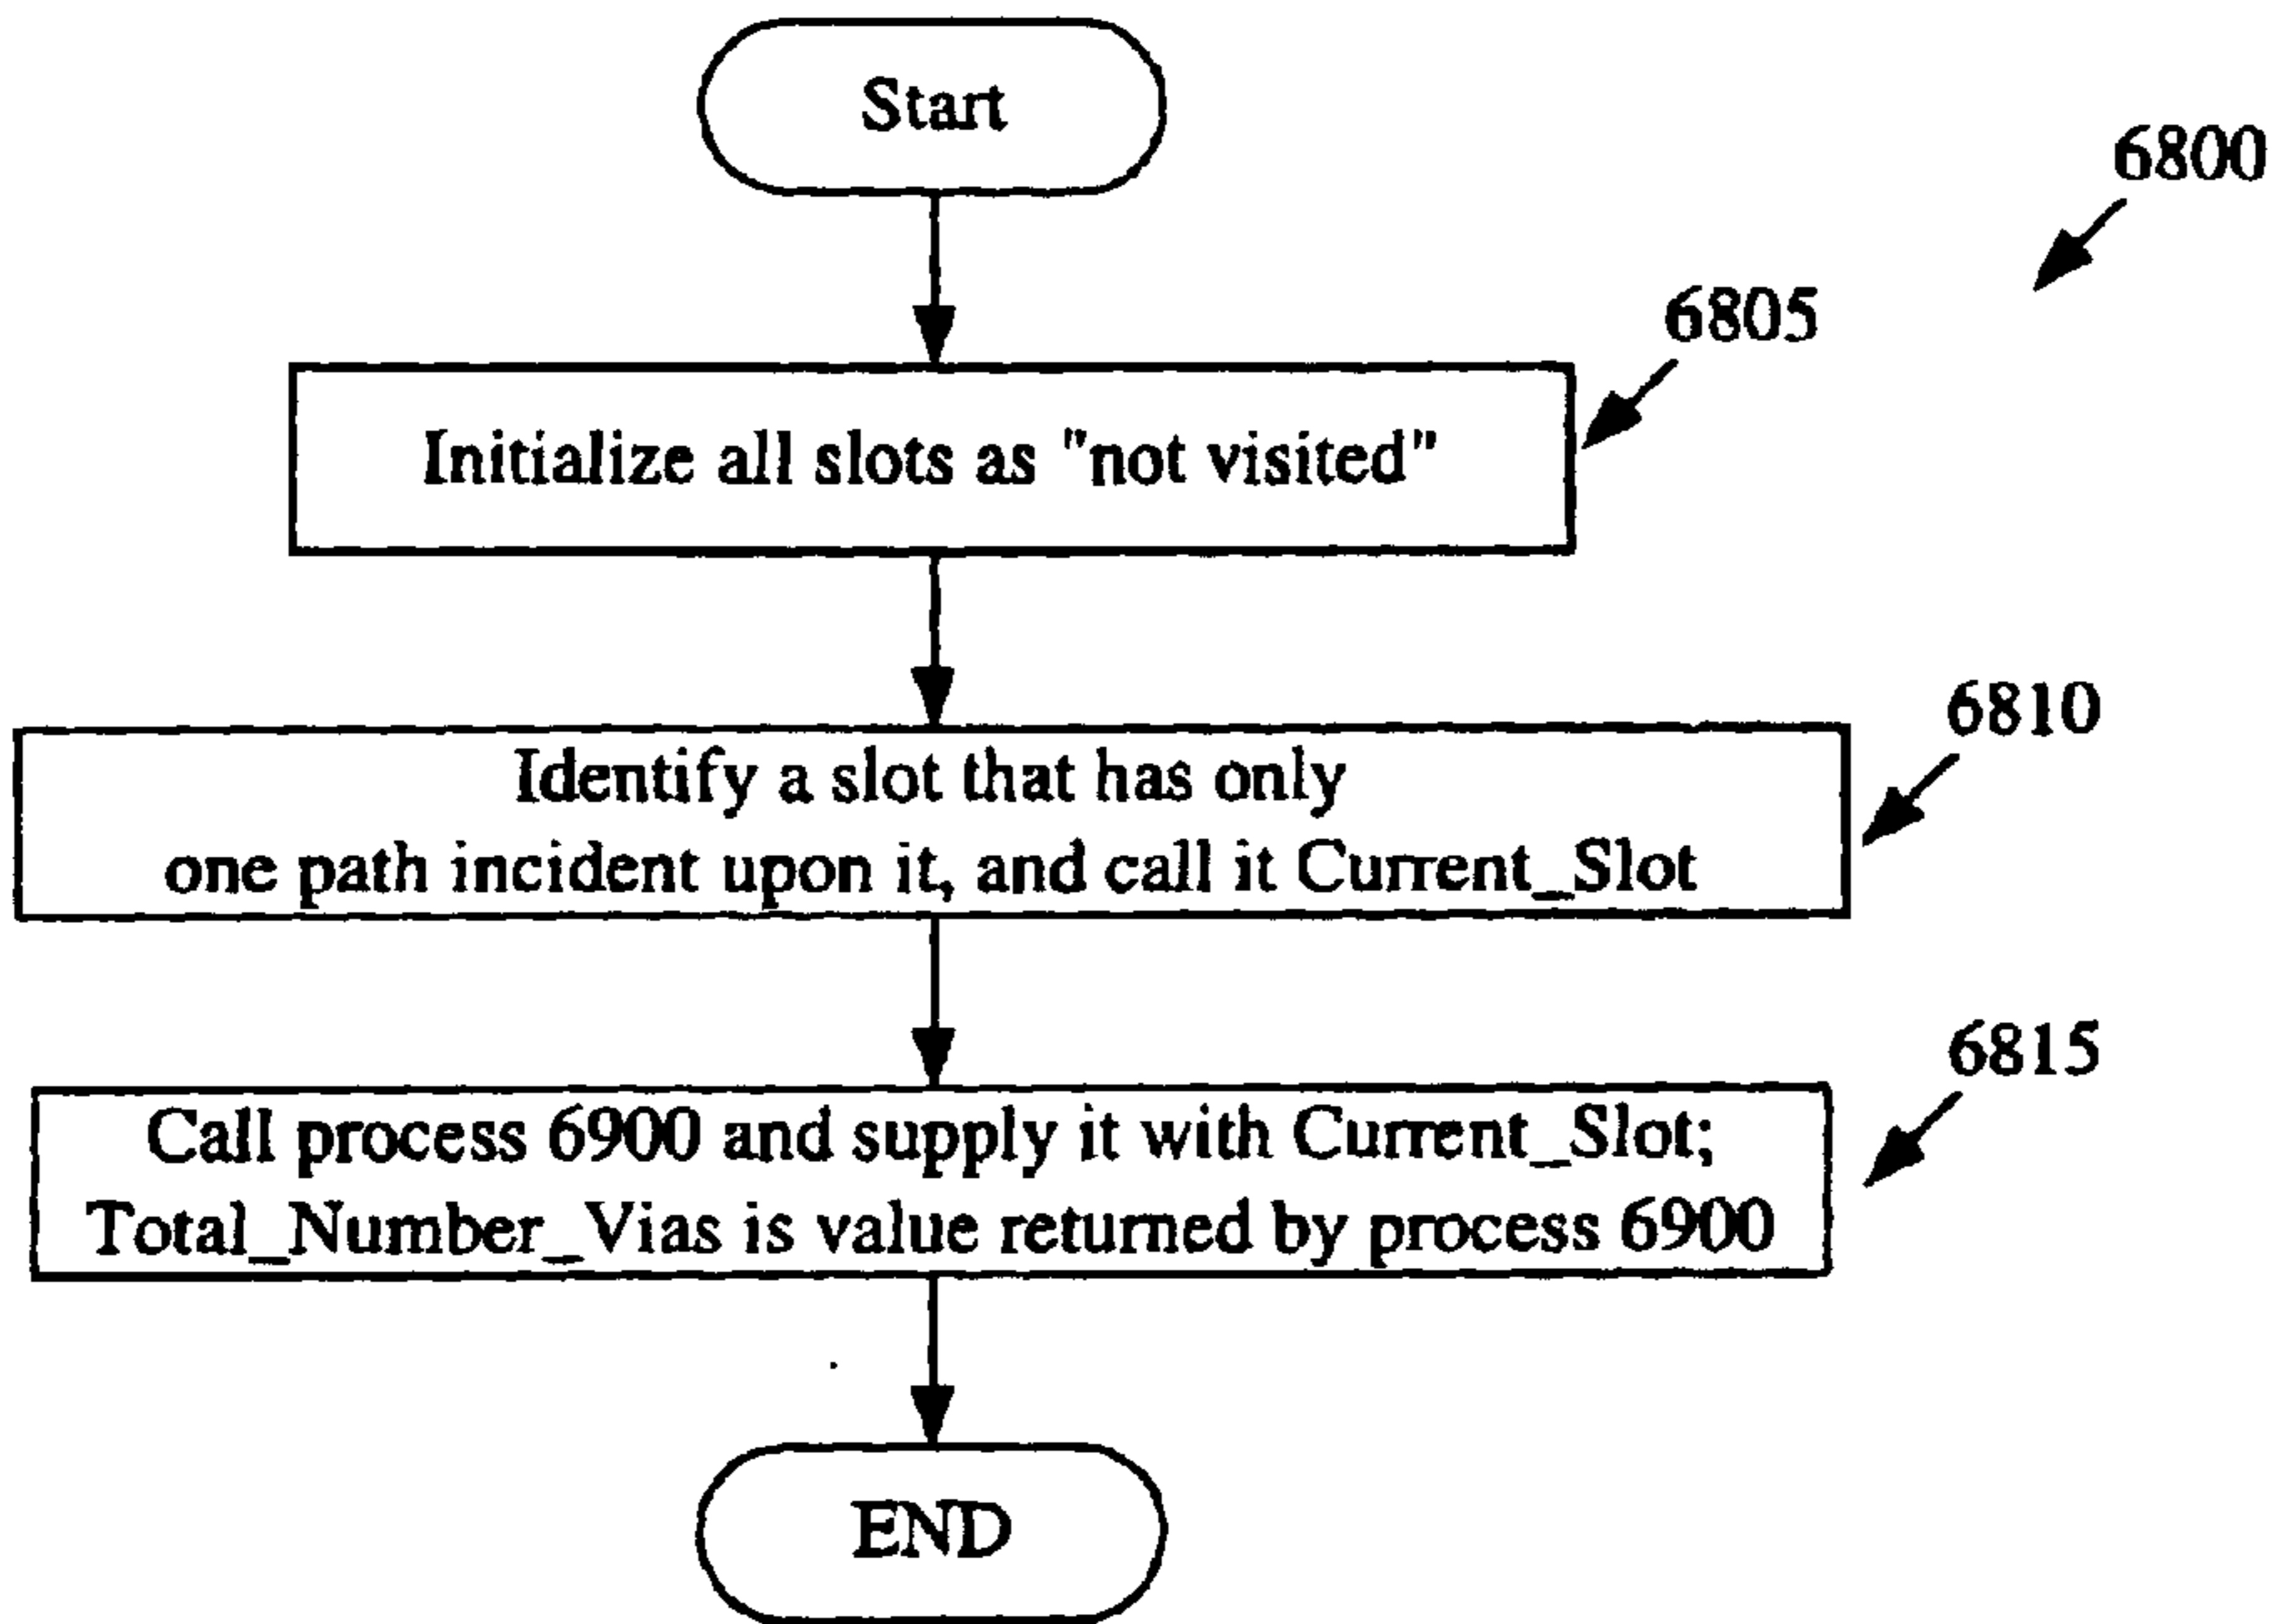 Start
6800
6805
Initialize all slots as "not visited"
6810
Identify a slot that has only
one path incident upon it, and call it Current_Slot
6815
Call process 6900 and supply it with Current_Slot;
Total_Number_Vias is value returned by process 6900
END